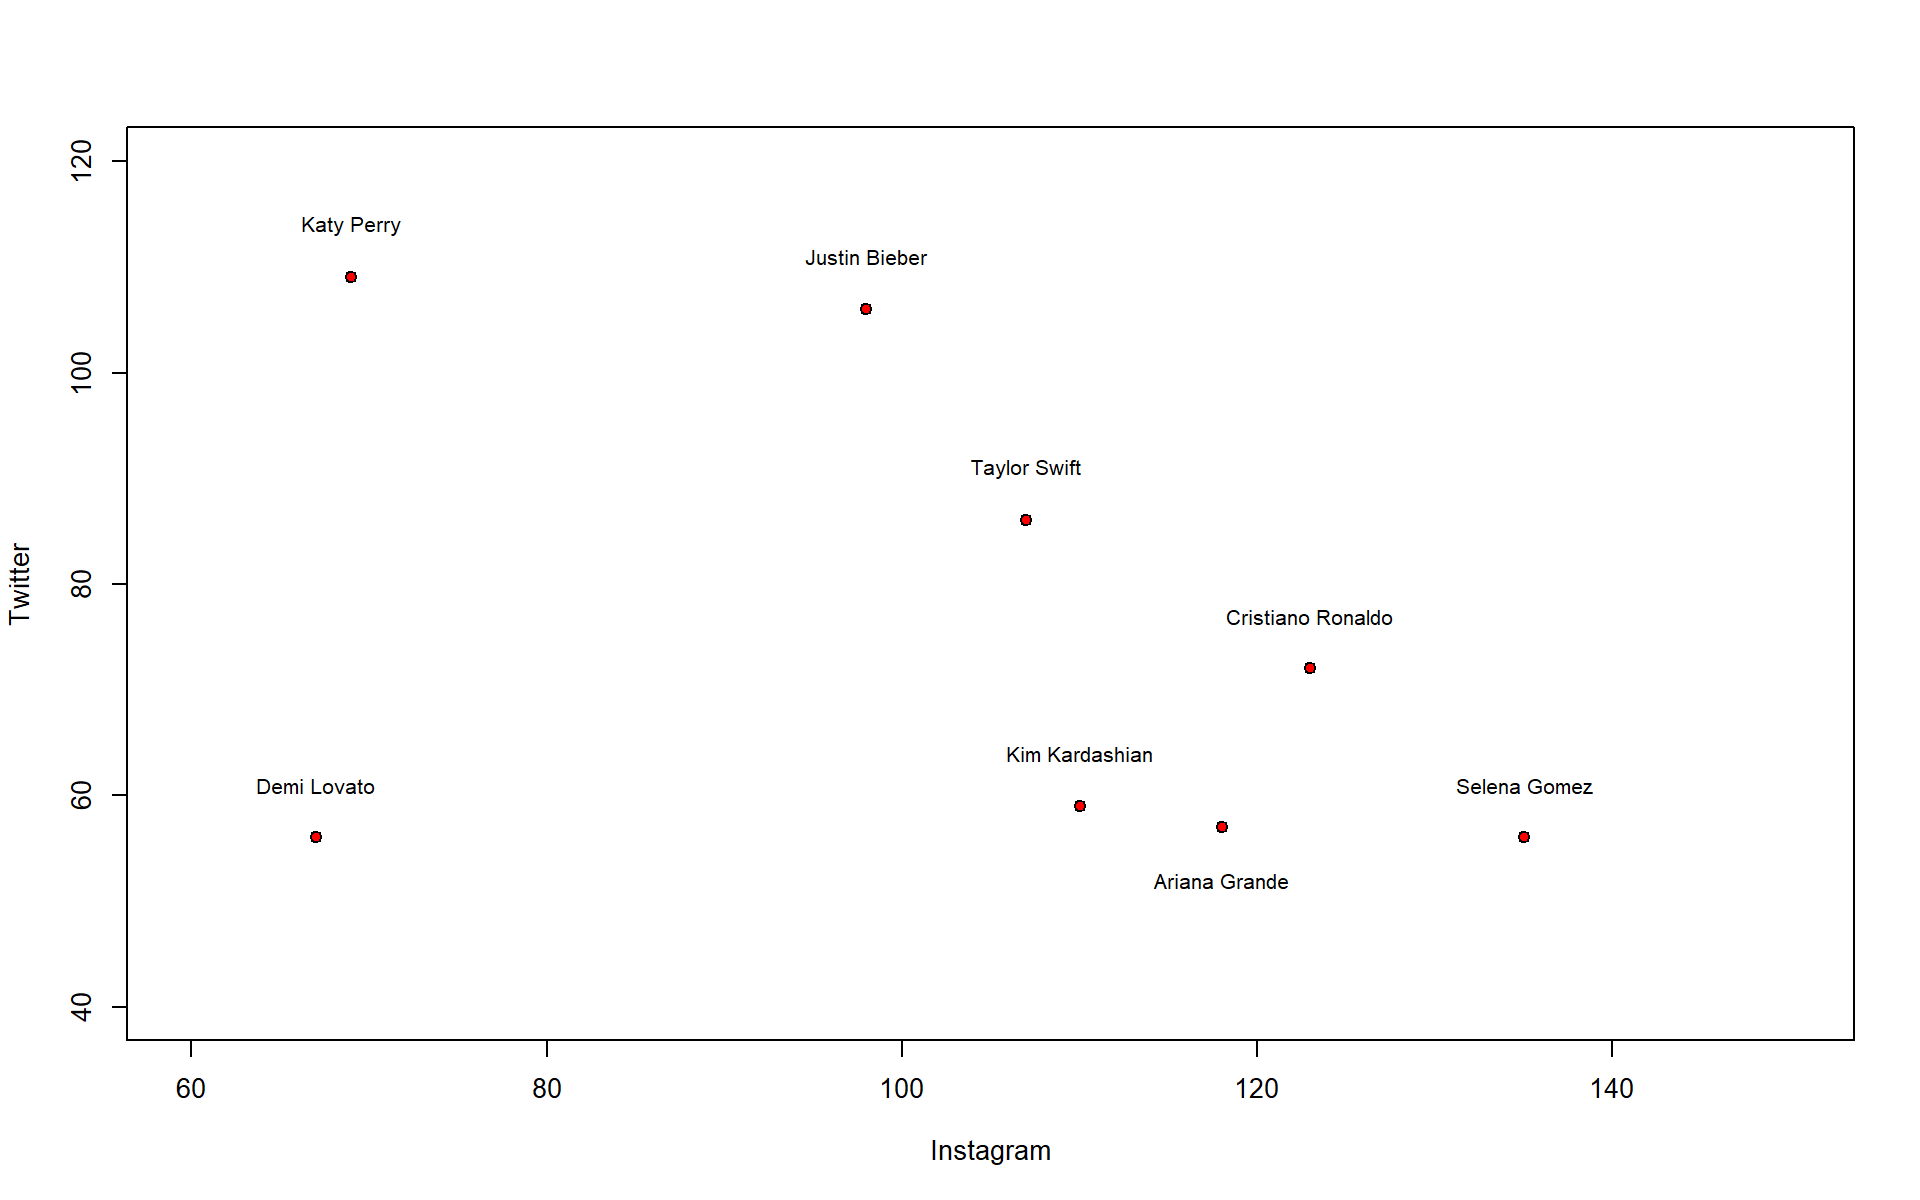 120
Katy Perry
Justin Bieber
100
Taylor Swift
Twitter
80
Cristiano Ronaldo
Kim Kardashian
60
Demi Lovato
Selena Gomez
Ariana Grande
40
60 80 100 120 140
Instagram